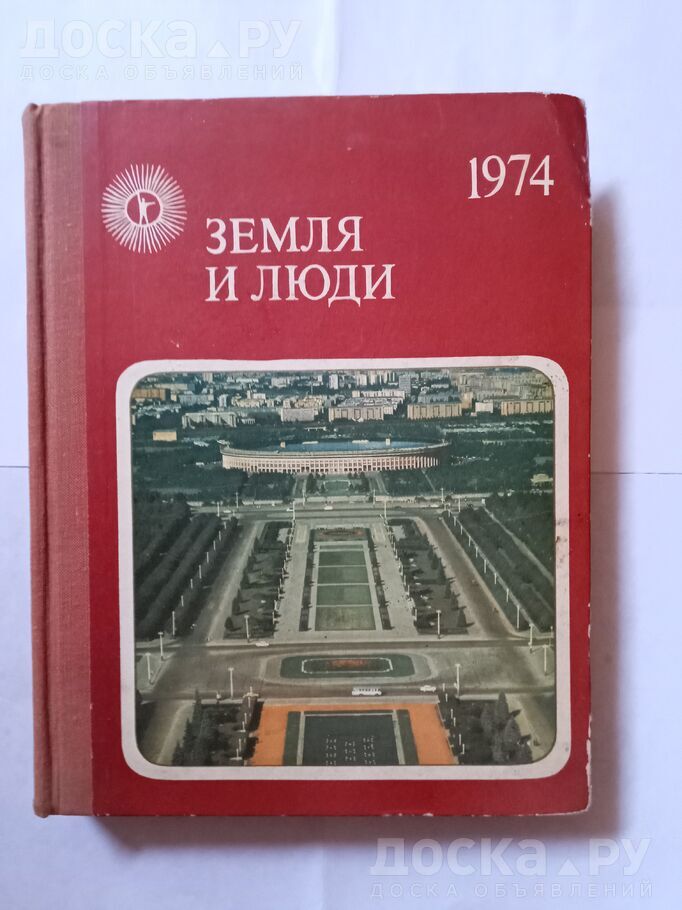 ДОСКА.РУ
ДОСКА ОБЪЯВЛЕНИЙ
1974
ЗЕМЛЯ
И ЛЮДИ
ДОСКА.РУ
ДОСКА ОБЪЯВЛЕНИЙ